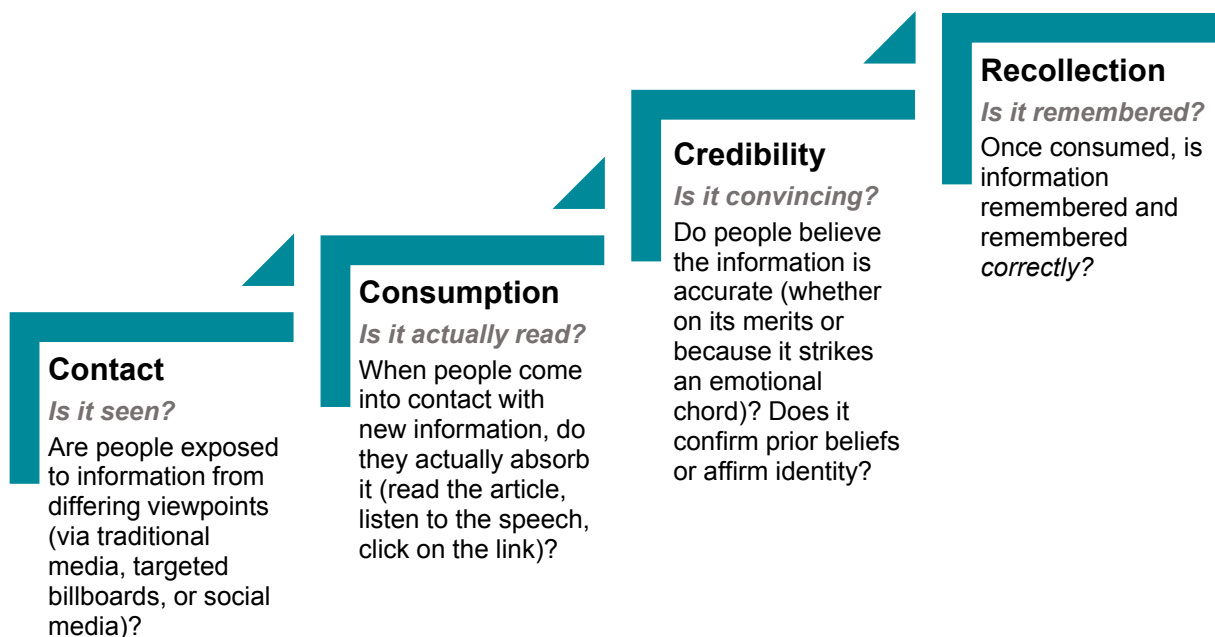 Contact
Is it seen?
Are people exposed
to information from
differing viewpoints
(via traditional
media, targeted
billboards, or social
media)?
Consumption
Is it actually read?
When people come
into contact with
new information, do
they actually absorb
it (read the article,
listen to the speech,
click on the link)?
Credibility
Is it convincing?
Do people believe
the information is
accurate (whether
on its merits or
because it strikes
an emotional
chord)? Does it
confirm prior beliefs
or affirm identity?
Recollection
Is it remembered?
Once consumed, is
information
remembered and
remembered
correctly?